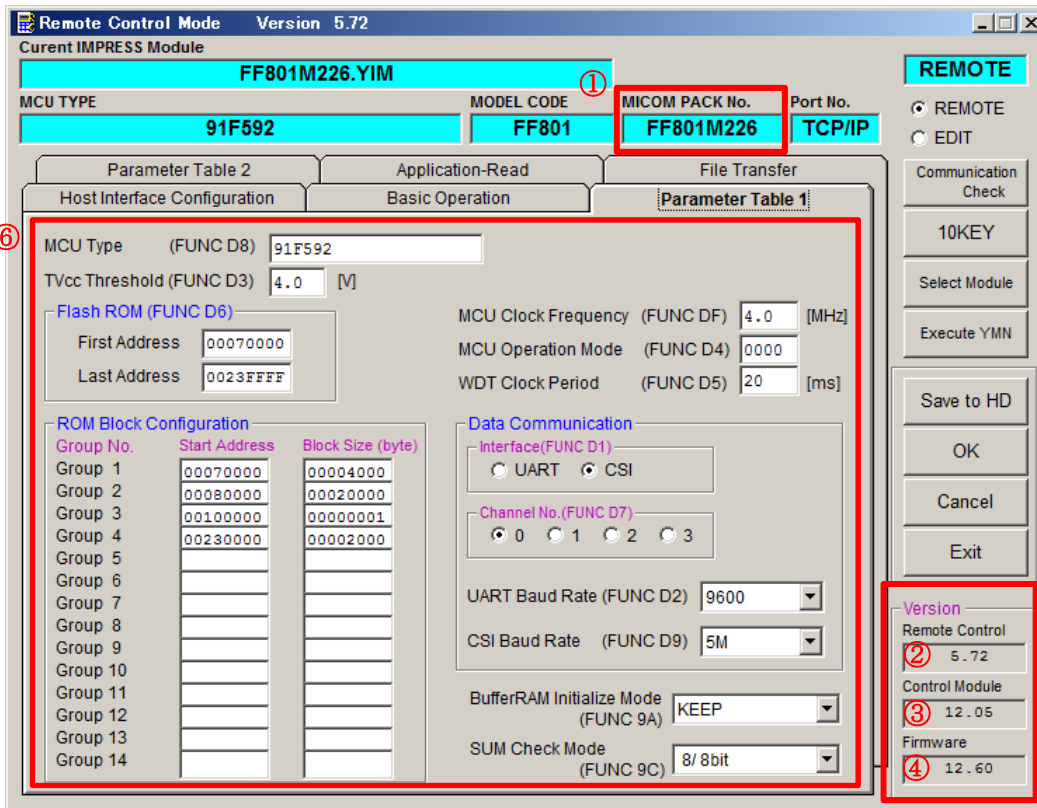 Remote Control Mode Version 5.72
Curent IMPRESS Module
FF801M226.YIM
REMOTE
①
MCU TYPE
MODEL CODE
MICOM PACK No.
Port No.
91F592
FF801
FF801M226
TCP/IP
REMOTE
EDIT
Parameter Table 2
Application-Read
File Transfer
Host Interface Configuration
Basic Operation
Parameter Table 1
Communication
Check
10KEY
Select Module
Execute YMN
Save to HD
OK
Cancel
Exit
⑥
MCU Type (FUNC D8) 91F592
TVcc Threshold (FUNC D3) 4.0 [V]
Flash ROM (FUNC D6)
First Address 00070000
Last Address 0023FFFF
MCU Clock Frequency (FUNC DF) 4.0 [MHz]
MCU Operation Mode (FUNC D4) 0000
WDT Clock Period (FUNC D5) 20 [ms]
ROM Block Configuration
Group No. Start Address Block Size (byte)
Group 1 00070000 00004000
Group 2 00080000 00020000
Group 3 00100000 00000001
Group 4 00230000 00002000
Group 5
Group 6
Group 7
Group 8
Group 9
Group 10
Group 11
Group 12
Group 13
Group 14
Data Communication
Interface(FUNC D1)
UART CSI
Channel No.(FUNC D7)
0 1 2 3
UART Baud Rate (FUNC D2) 9600
CSI Baud Rate (FUNC D9) 5M
BufferRAM Initialize Mode
(FUNC 9A) KEEP
SUM Check Mode
(FUNC 9C) 8/ 8bit
Version
Remote Control
② 5.72
Control Module
③ 12.05
Firmware
④ 12.60